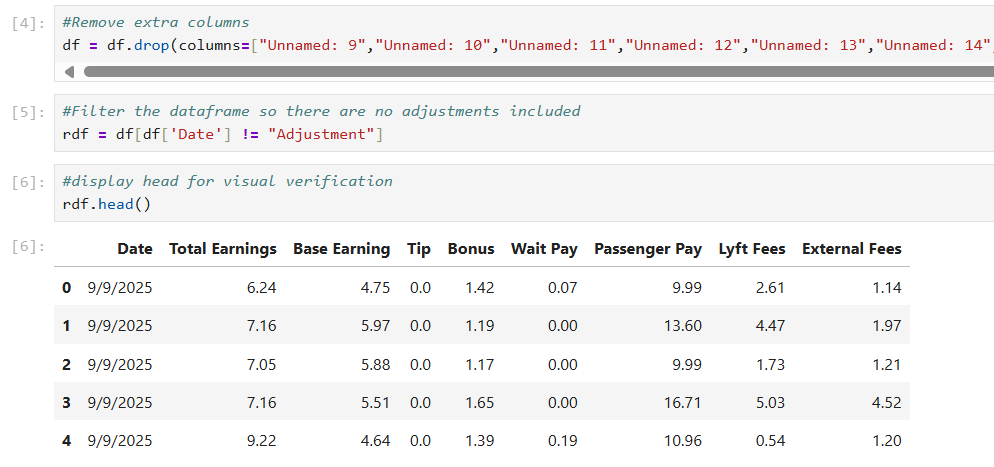 [4]: #Remove extra columns
df = df.drop(columns=["Unnamed: 9","Unnamed: 10","Unnamed: 11","Unnamed: 12","Unnamed: 13","Unnamed: 14",
[5]: #Filter the dataframe so there are no adjustments included
rdf = df[df['Date'] != "Adjustment"]
[6]: #display head for visual verification
rdf.head()
[6]: Date Total Earnings Base Earning Tip Bonus Wait Pay Passenger Pay Lyft Fees External Fees
0 9/9/2025 6.24 4.75 0.0 1.42 0.07 9.99 2.61 1.14
1 9/9/2025 7.16 5.97 0.0 1.19 0.00 13.60 4.47 1.97
2 9/9/2025 7.05 5.88 0.0 1.17 0.00 9.99 1.73 1.21
3 9/9/2025 7.16 5.51 0.0 1.65 0.00 16.71 5.03 4.52
4 9/9/2025 9.22 4.64 0.0 1.39 0.19 10.96 0.54 1.20